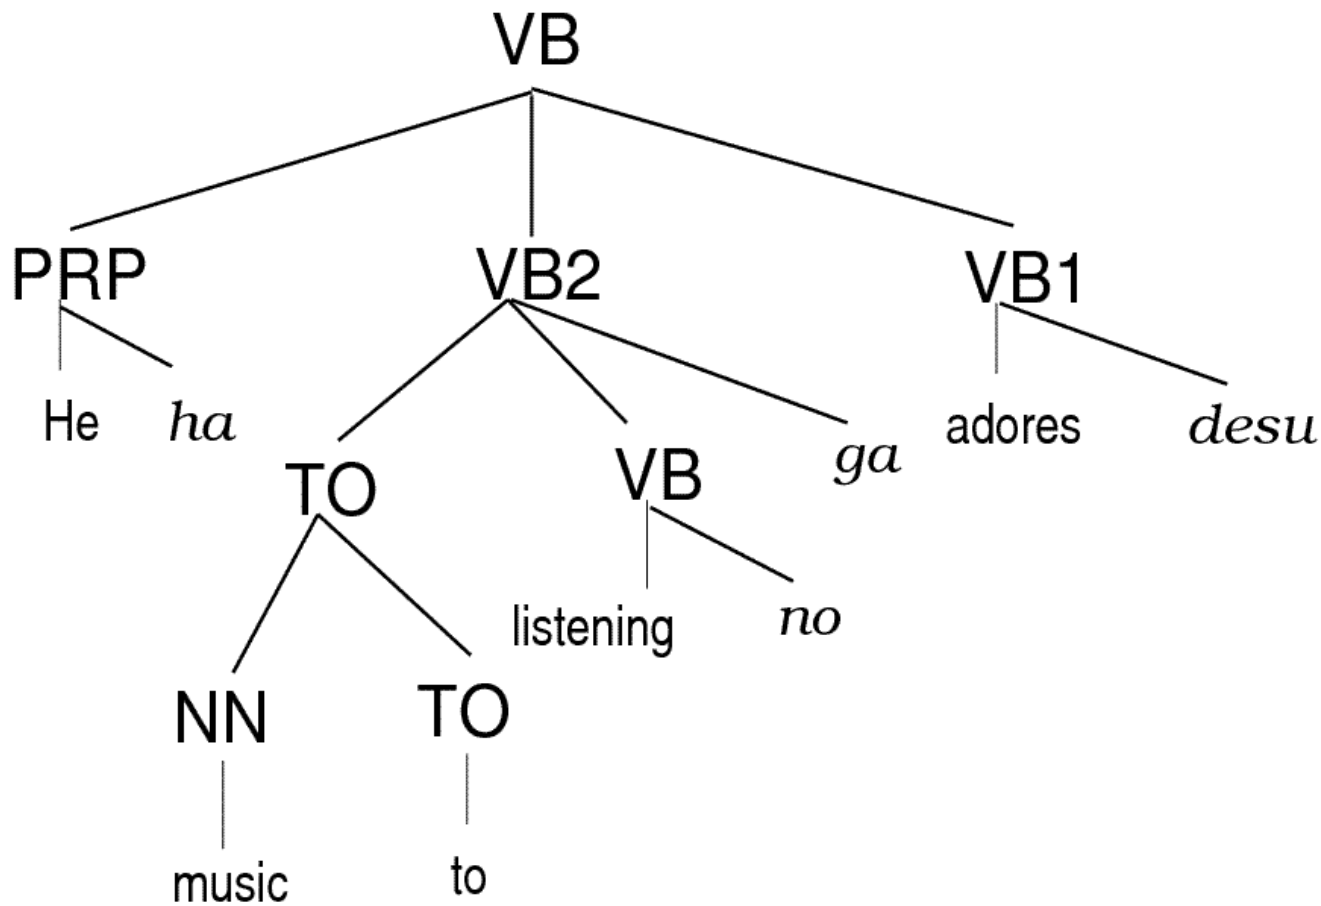 VB
PRP VB2 VB1
He ha adores desu
ga
TO VB
listening no
NN TO
music to